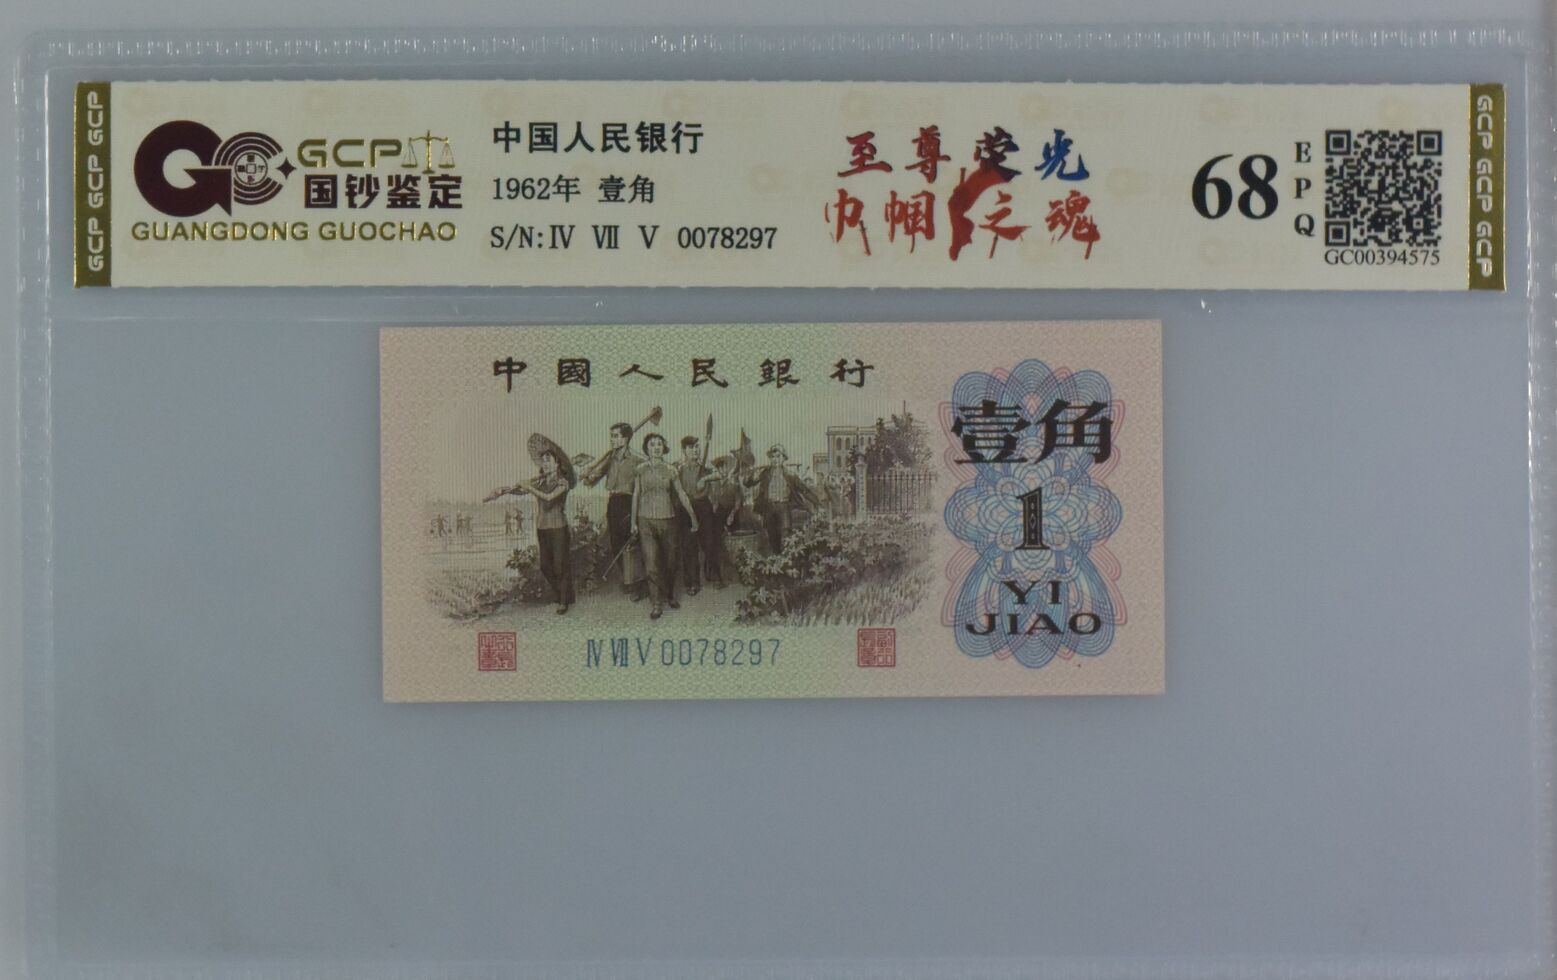 GCP GCP GCP
GCP
国钞鉴定
GUANGDONG GUOCHAO
中国人民银行
1962年 壹角
S/N:Ⅳ Ⅶ Ⅴ 0078297
至尊荣光
巾帼之魂
68
EPQ
GC00394575
GCP GCP GCP
中國人民銀行
壹角
1
YI
JIAO
Ⅳ Ⅶ Ⅴ 0078297